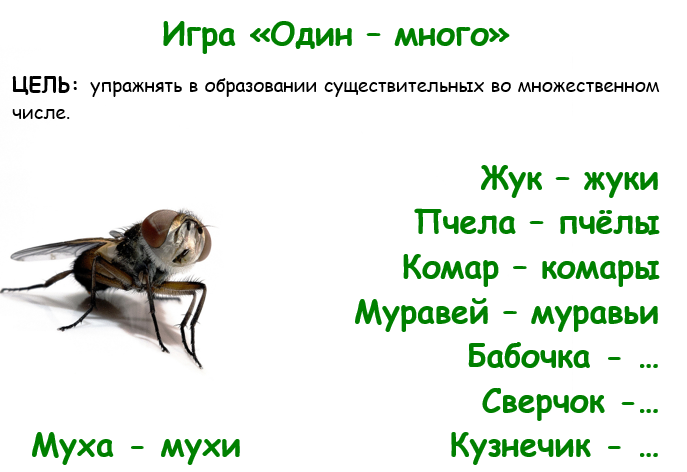 Игра «Один – много»
ЦЕЛЬ: упражнять в образовании существительных во множественном
числе.
Жук – жуки
Пчела – пчёлы
Комар – комары
Муравей – муравьи
Бабочка - ...
Сверчок -...
Муха - мухи
Кузнечик - ...